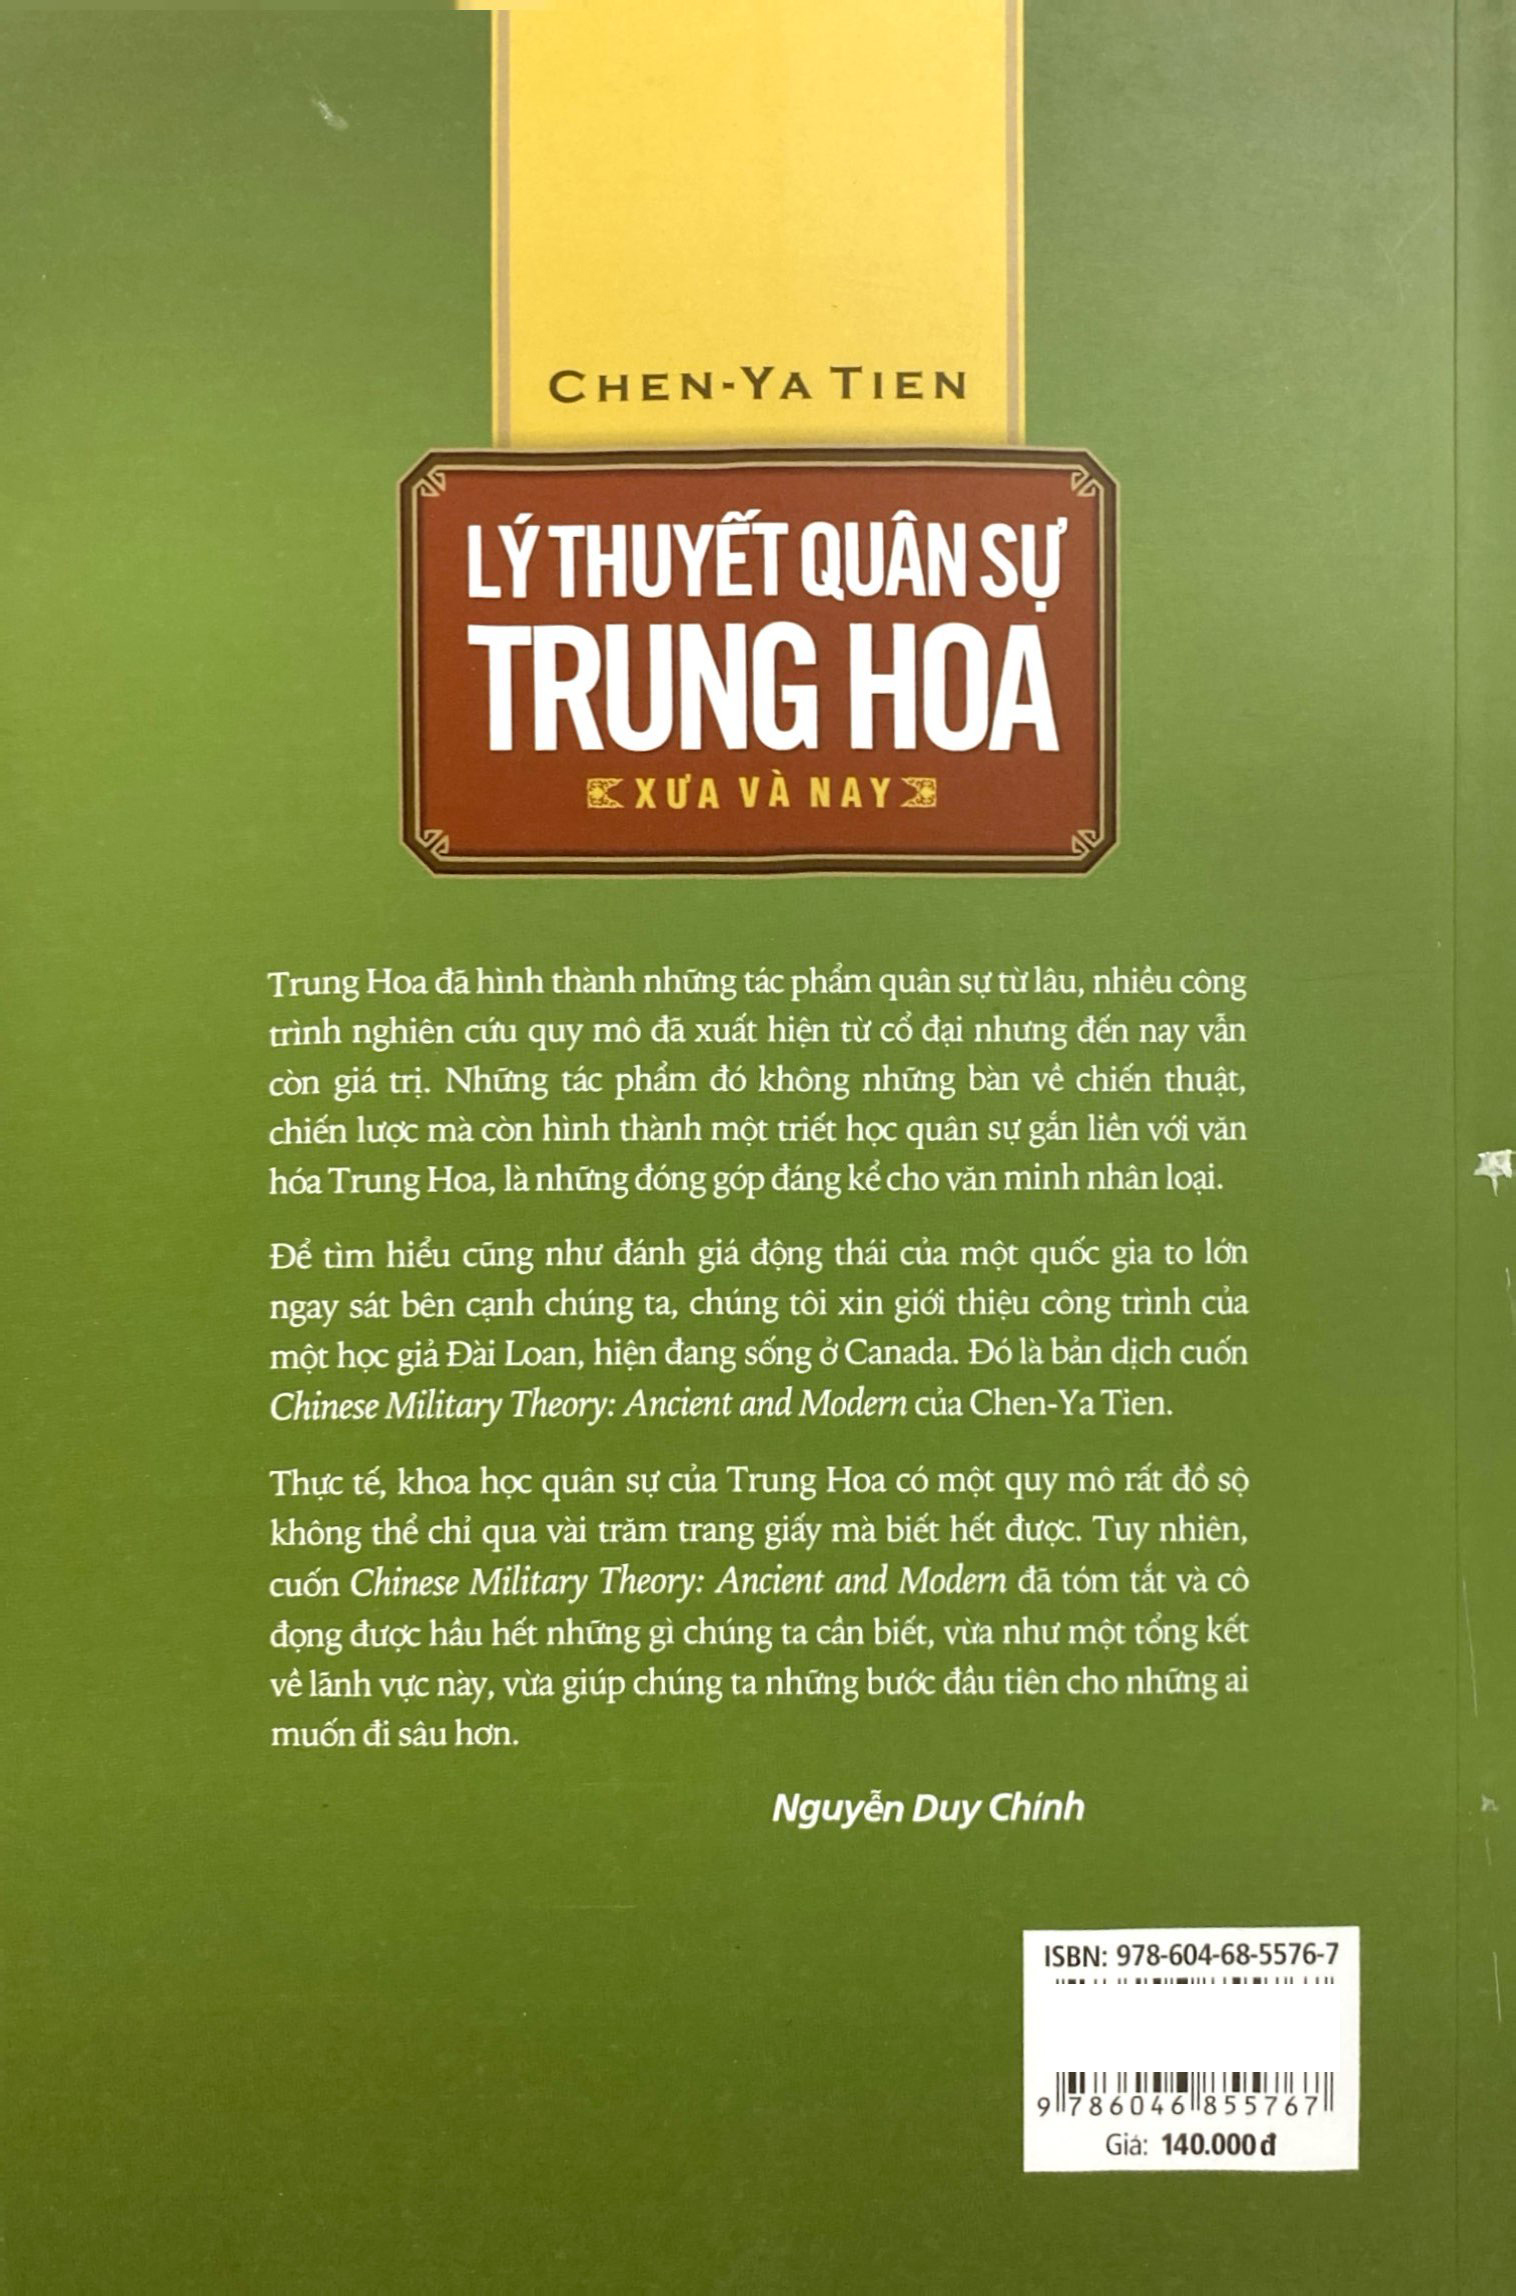 CHEN-YA TIEN
LÝ THUYẾT QUÂN SỰ
TRUNG HOA
XƯA VÀ NAY
Trung Hoa đã hình thành những tác phẩm quân sự từ lâu, nhiều công
trình nghiên cứu quy mô đã xuất hiện từ cổ đại nhưng đến nay vẫn
còn giá trị. Những tác phẩm đó không những bàn về chiến thuật,
chiến lược mà còn hình thành một triết học quân sự gắn liền với văn
hóa Trung Hoa, là những đóng góp đáng kể cho văn minh nhân loại.
Để tìm hiểu cũng như đánh giá động thái của một quốc gia to lớn
ngay sát bên cạnh chúng ta, chúng tôi xin giới thiệu công trình của
một học giả Đài Loan, hiện đang sống ở Canada. Đó là bản dịch cuốn
Chinese Military Theory: Ancient and Modern của Chen-Ya Tien.
Thực tế, khoa học quân sự của Trung Hoa có một quy mô rất đồ sộ
không thể chỉ qua vài trăm trang giấy mà biết hết được. Tuy nhiên,
cuốn Chinese Military Theory: Ancient and Modern đã tóm tắt và cô
đọng được hầu hết những gì chúng ta cần biết, vừa như một tổng kết
về lãnh vực này, vừa giúp chúng ta những bước đầu tiên cho những ai
muốn đi sâu hơn.
Nguyễn Duy Chính
ISBN: 978-604-68-5576-7
9 786046 855767
Giá: 140.000đ